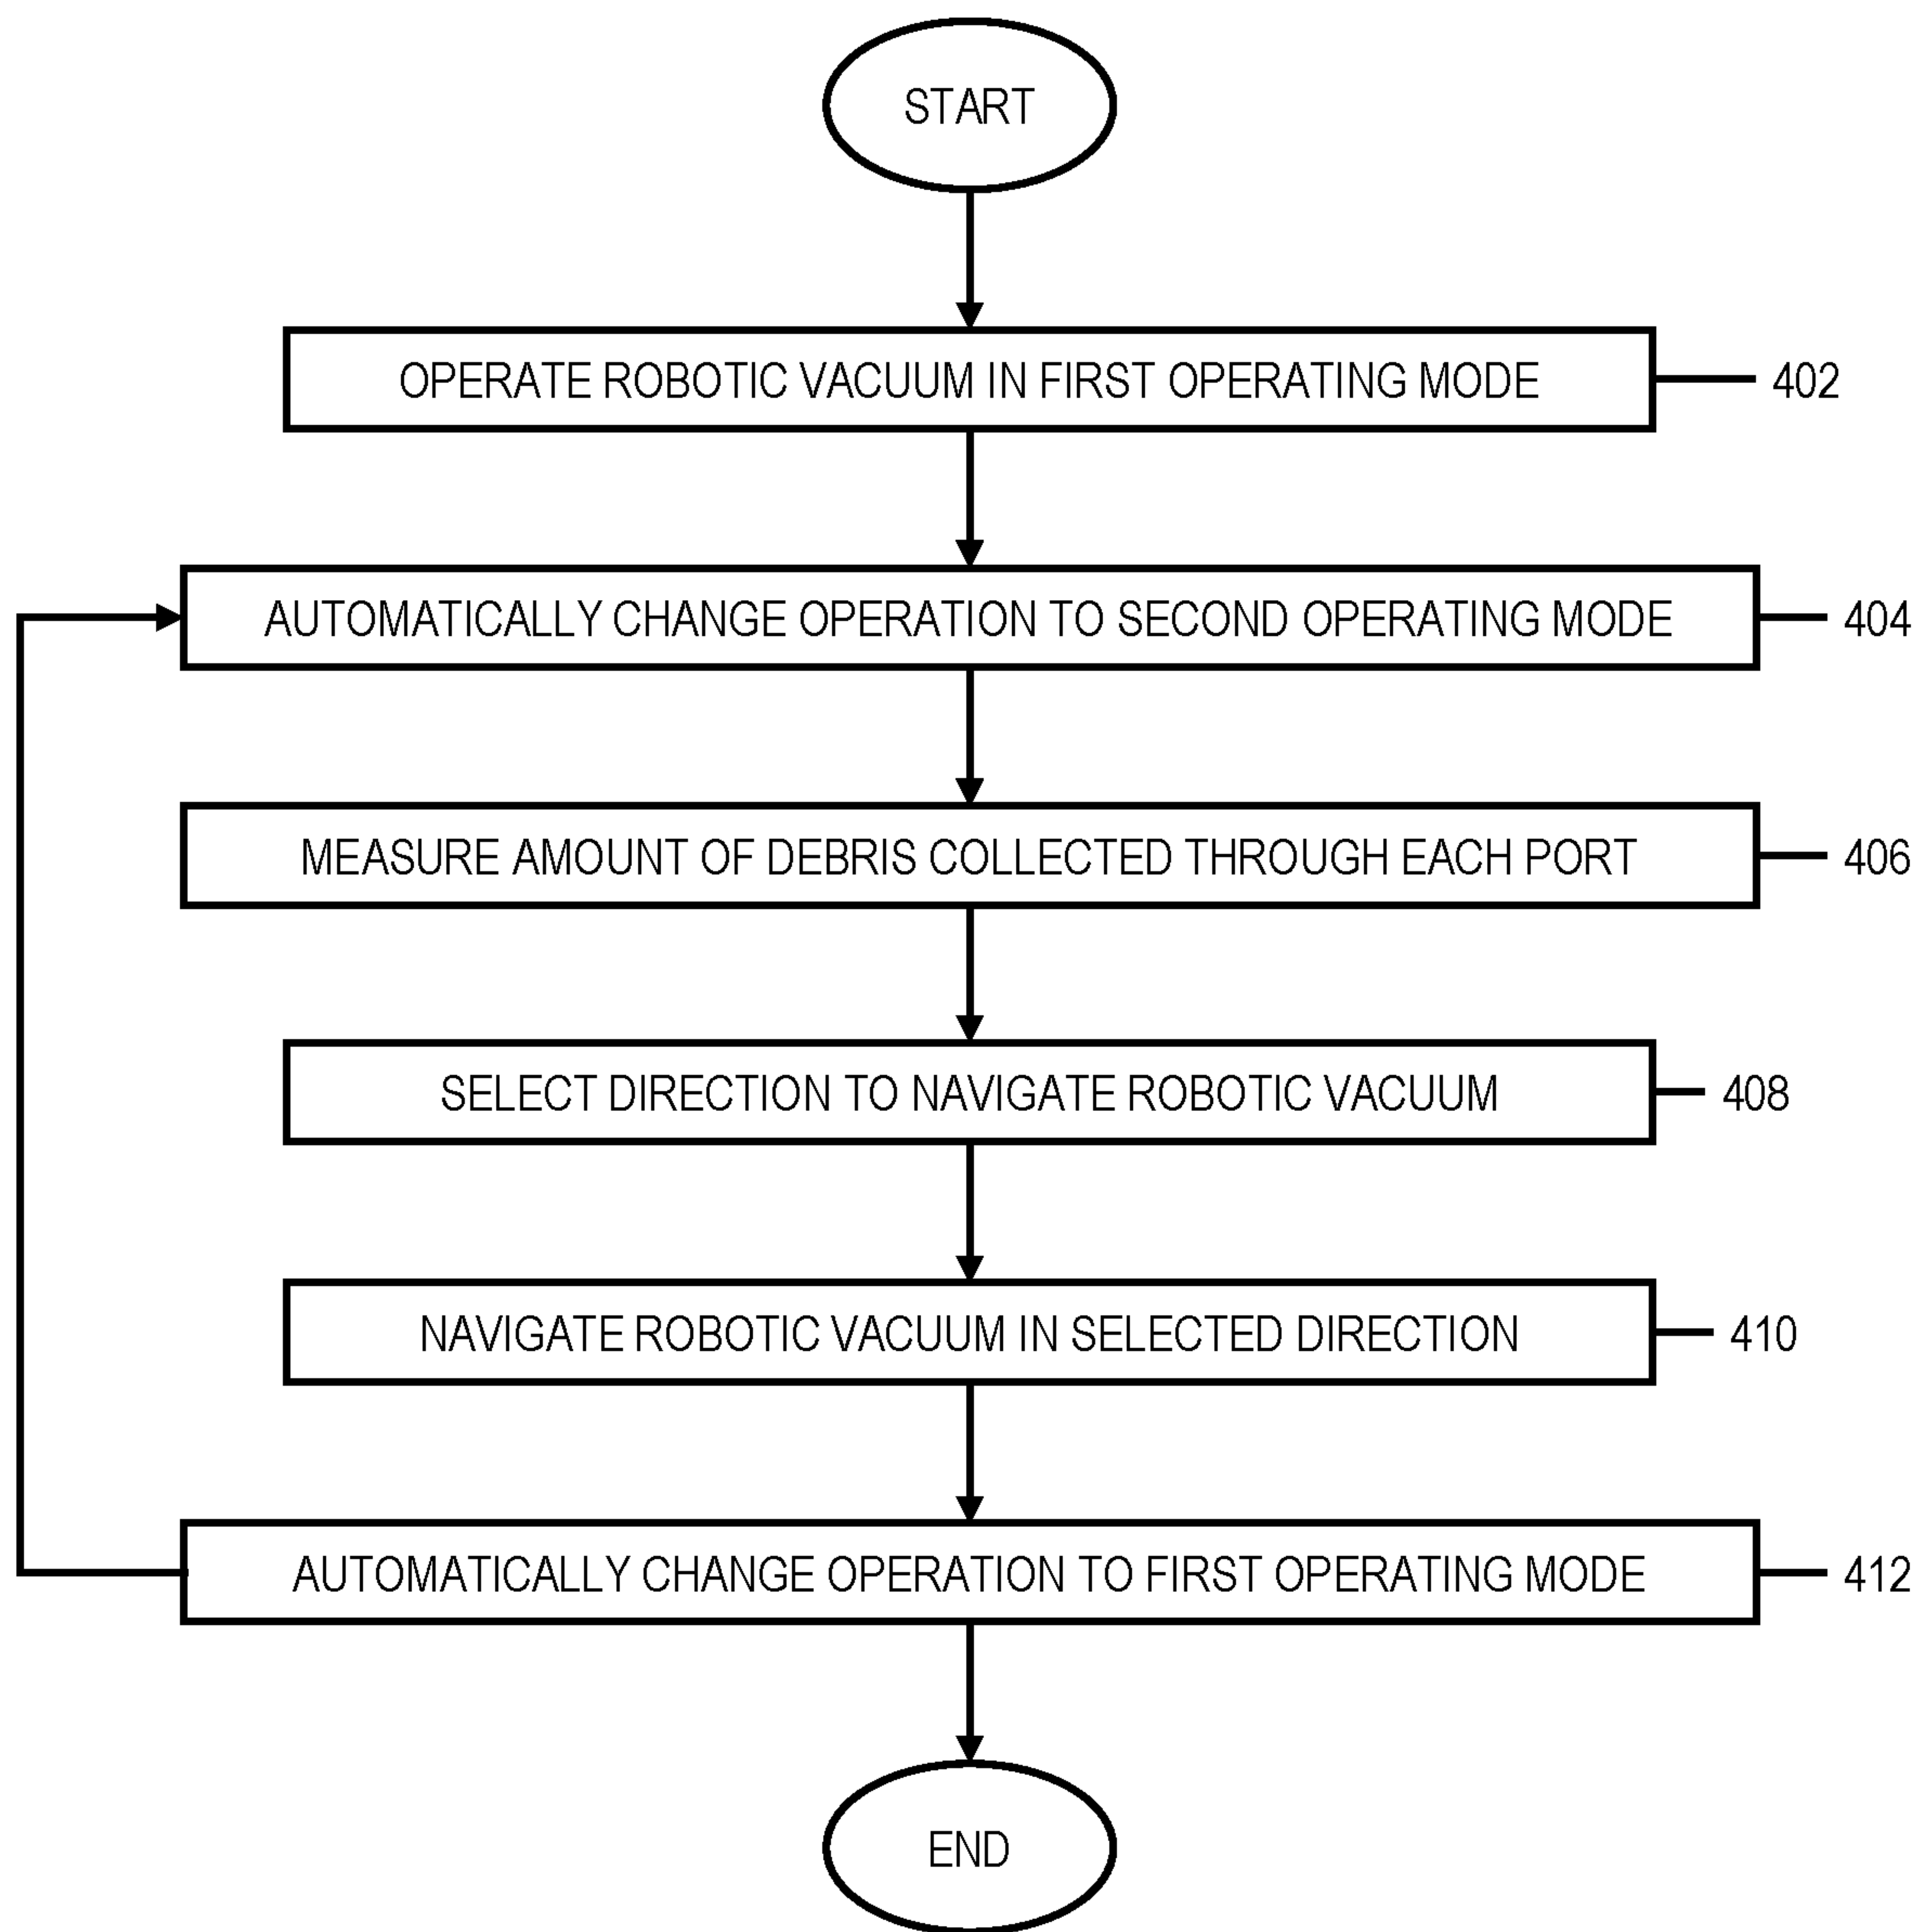 START
OPERATE ROBOTIC VACUUM IN FIRST OPERATING MODE
402
AUTOMATICALLY CHANGE OPERATION TO SECOND OPERATING MODE
404
MEASURE AMOUNT OF DEBRIS COLLECTED THROUGH EACH PORT
406
SELECT DIRECTION TO NAVIGATE ROBOTIC VACUUM
408
NAVIGATE ROBOTIC VACUUM IN SELECTED DIRECTION
410
AUTOMATICALLY CHANGE OPERATION TO FIRST OPERATING MODE
412
END